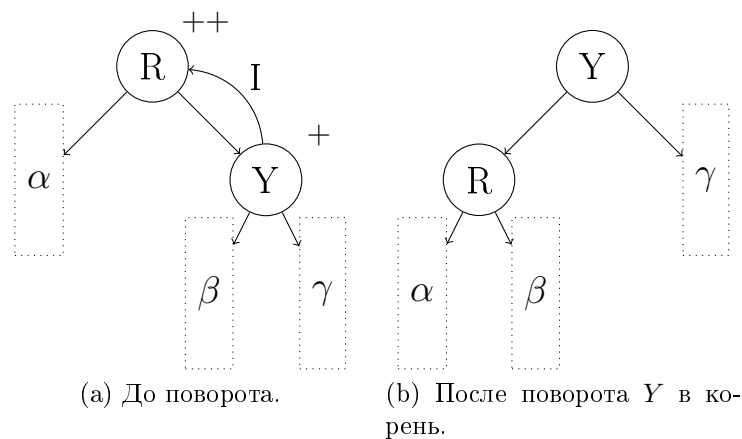 ++
R
I
Y
+
α
Y
γ
R
β
γ
α
β
(a) До поворота.
(b) После поворота Y в ко-
рень.